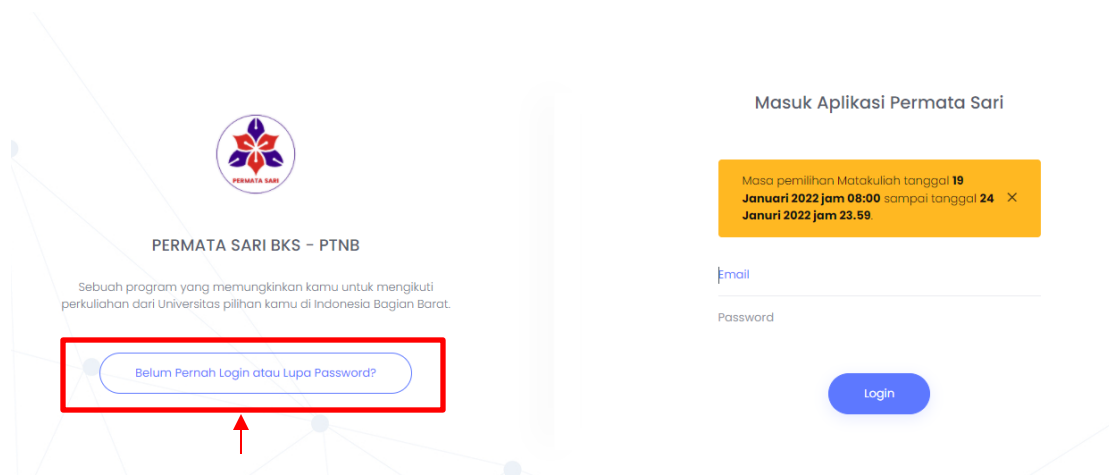 PERMATA SARI
PERMATA SARI BKS - PTNB
Sebuah program yang memungkinkan kamu untuk mengikuti
perkuliahan dari Universitas pilihan kamu di Indonesia Bagian Barat.
Belum Pernah Login atau Lupa Password?
Masuk Aplikasi Permata Sari
Masa pemilihan Matakuliah tanggal 19
Januari 2022 jam 08:00 sampai tanggal 24
Januri 2022 jam 23.59.
Email
Password
Login